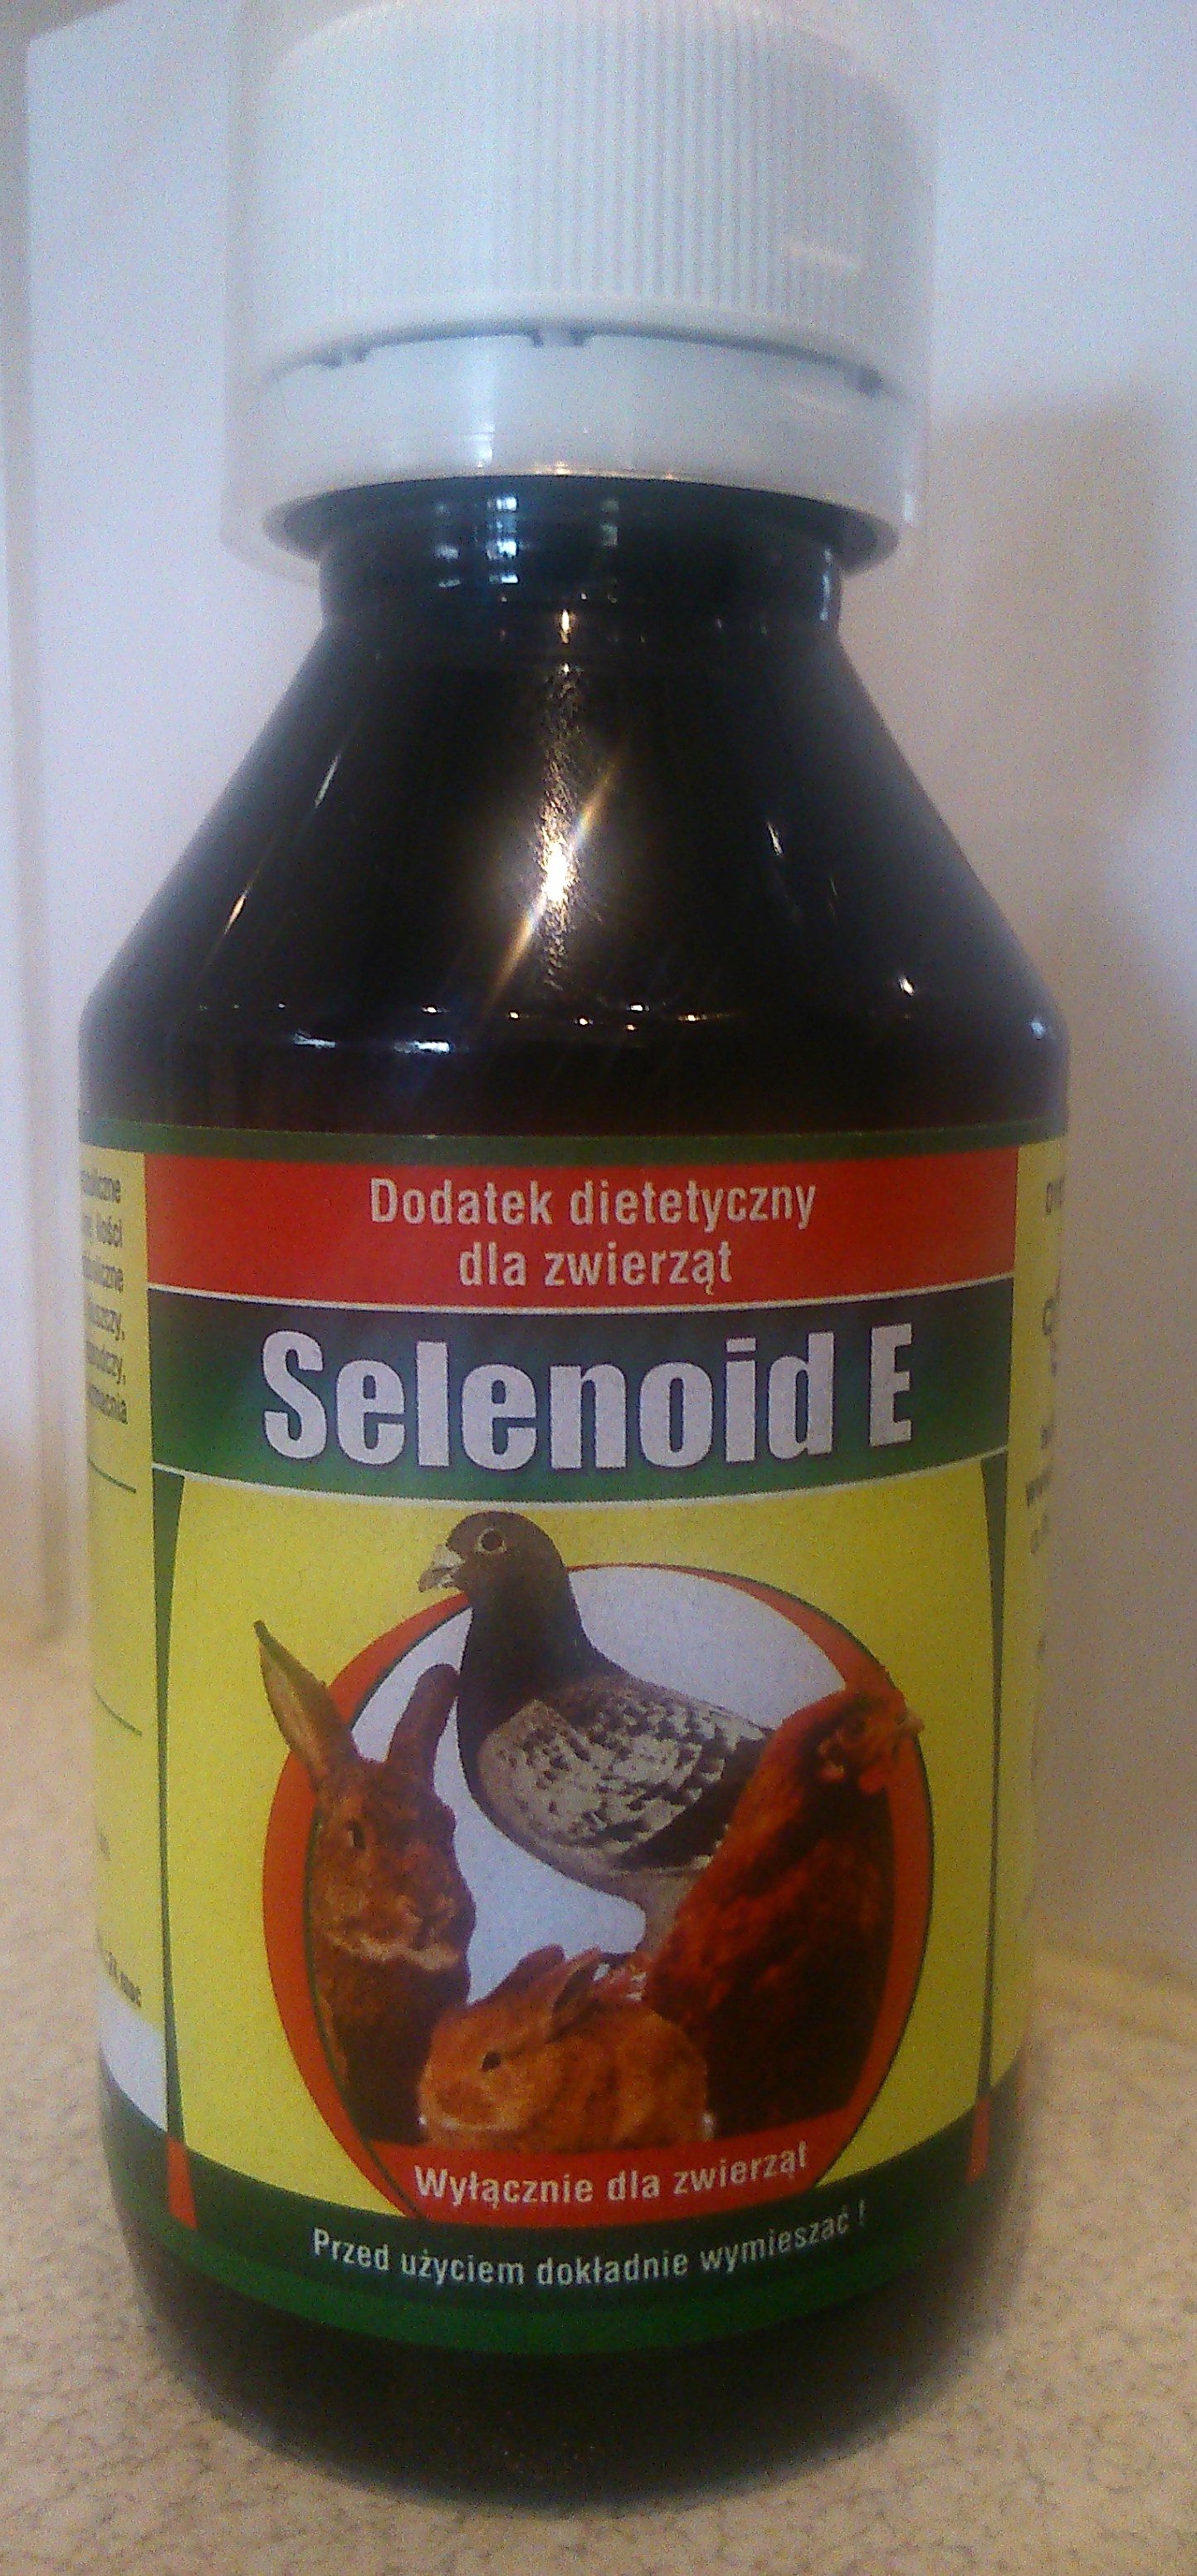 Dodatek dietetyczny
dla zwierząt
Selenoid E
Wyłącznie dla zwierząt
Przed użyciem dokładnie wymieszać !